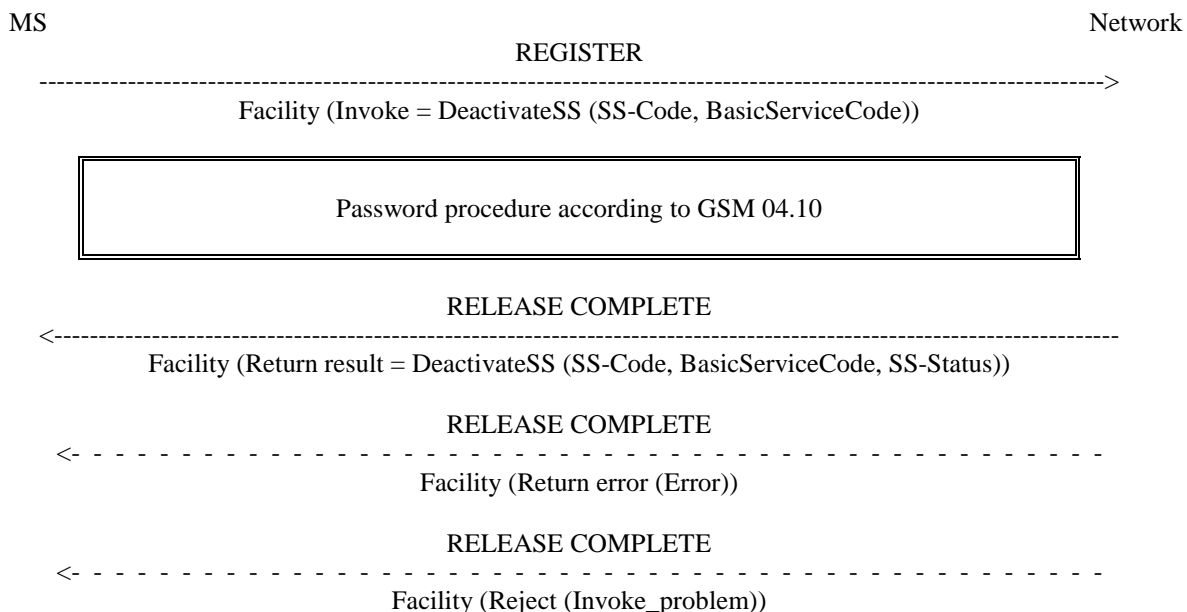 MS Network
REGISTER
------------------------------------------------------------------------------------------------------------------------>
Facility (Invoke = DeactivateSS (SS-Code, BasicServiceCode))
Password procedure according to GSM 04.10
RELEASE COMPLETE
<------------------------------------------------------------------------------------------------------------------------
Facility (Return result = DeactivateSS (SS-Code, BasicServiceCode, SS-Status))
RELEASE COMPLETE
<- - - - - - - - - - - - - - - - - - - - - - - - - - - - - - - - - - - - - - - - - - - - - - - -
Facility (Return error (Error))
RELEASE COMPLETE
<- - - - - - - - - - - - - - - - - - - - - - - - - - - - - - - - - - - - - - - - - - - - - - - -
Facility (Reject (Invoke_problem))